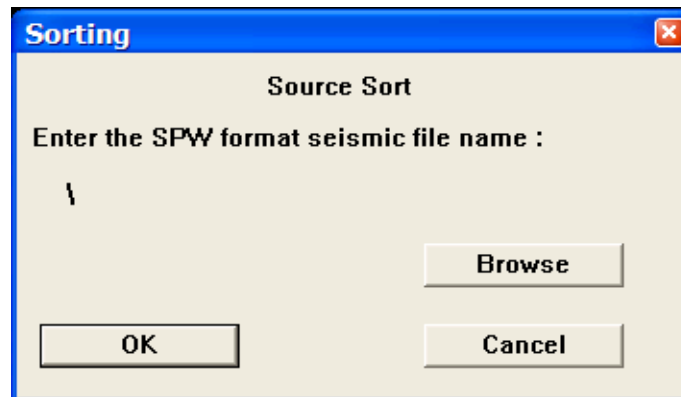 Sorting
Source Sort
Enter the SPW format seismic file name :
\
Browse
OK Cancel